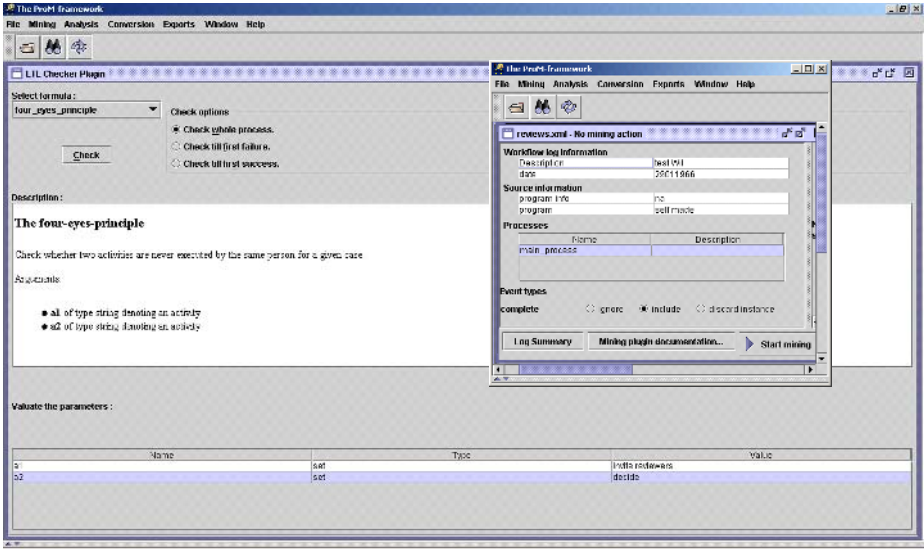 The ProM framework
File Mining Analysis Conversion Exports Window Help
LTL Checker Plugin
Select formula :
four_eyes_principle
Check
Check options
Check whole process.
Check till first failure.
Check till first success.
Description :
The four-eyes-principle
Check whether two activities are never executed by the same person for a given case
Arguments
a1 of type string denoting an activity
a2 of type string denoting an activity
Valuate the parameters :
Name Type Value
a1 set invite reviewers
a2 set decide
The ProM-framework
File Mining Analysis Conversion Exports Window Help
reviews.xml - No mining action
Workflow log information
Description
date
Source information
program info
program self made
Processes
Name Description
main_process
Event types
complete ignore include discard instance
Log Summary Mining plugin documentation... Start mining